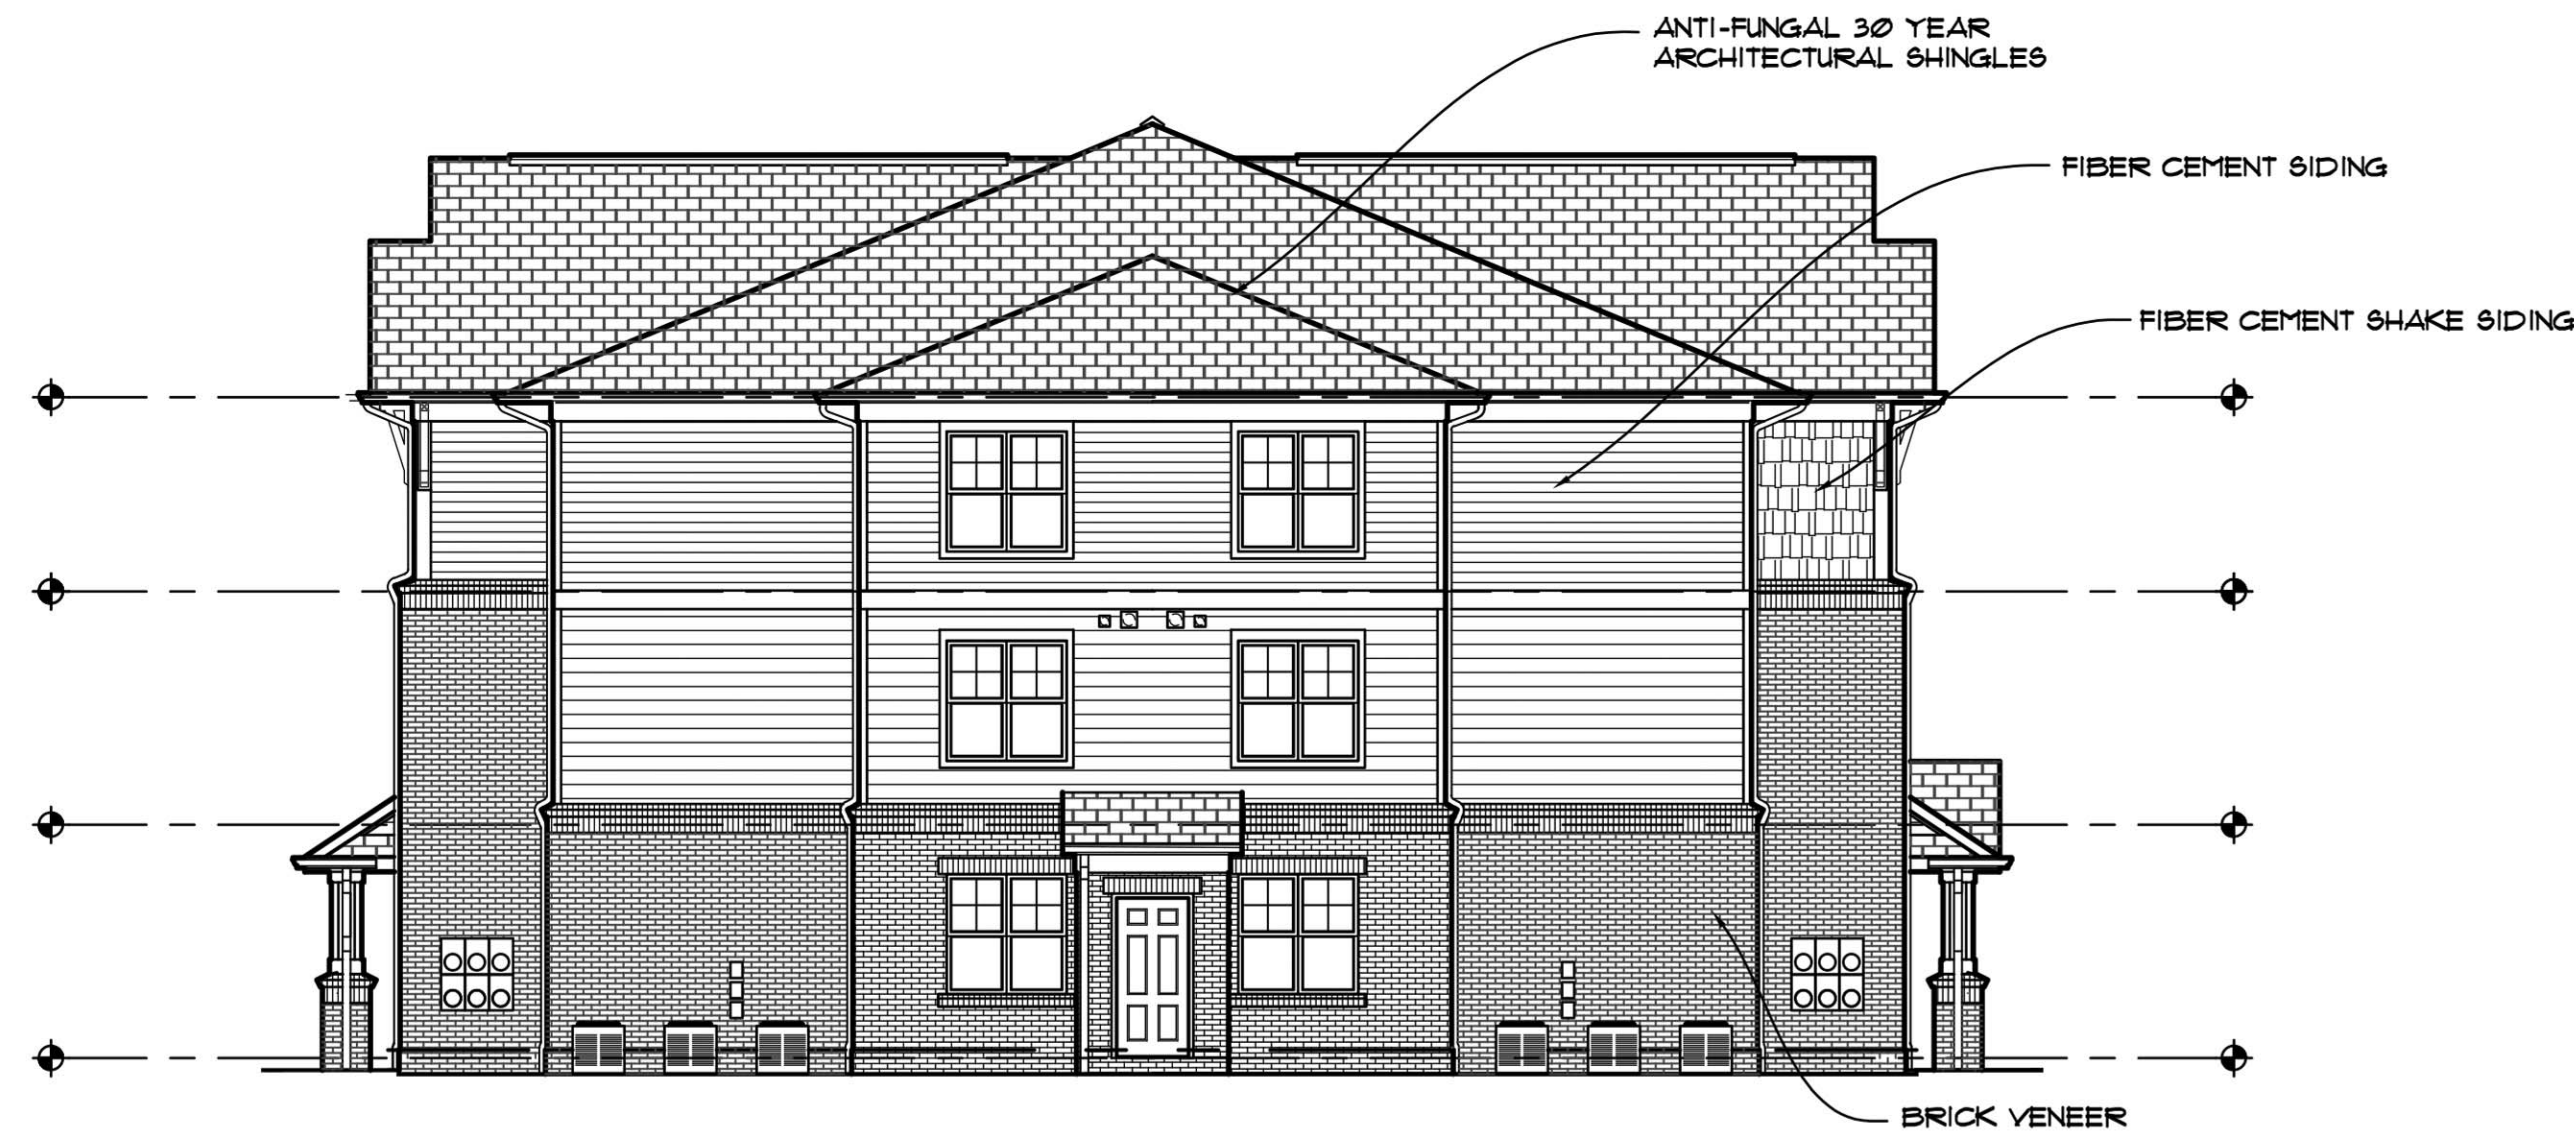 ANTI-FUNGAL 30 YEAR
ARCHITECTURAL SHINGLES
FIBER CEMENT SIDING
FIBER CEMENT SHAKE SIDING
BRICK VENEER